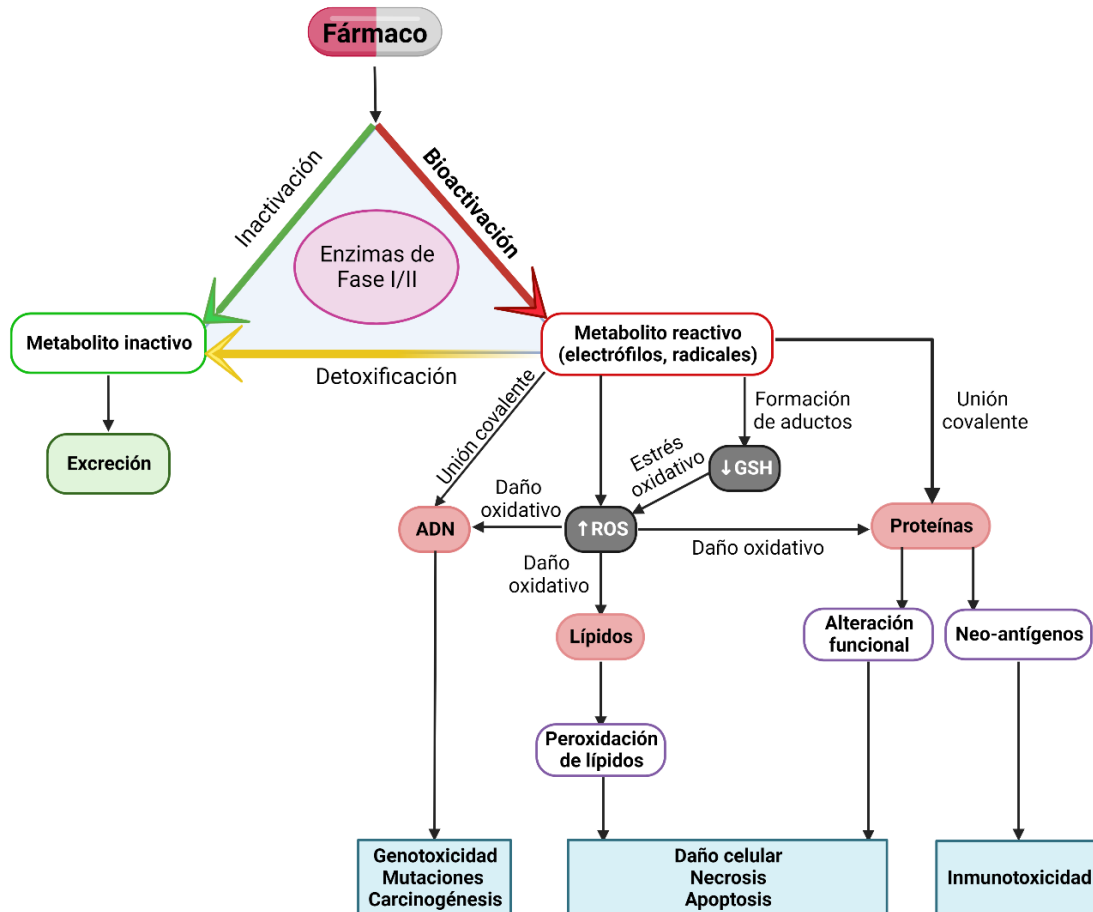 Fármaco
Inactivación
Bioactivación
Enzimas de
Fase I/II
Metabolito inactivo
Metabolito reactivo
(electrófilos, radicales)
Detoxificación
Excreción
Unión covalente
Formación
de aductos
Unión
covalente
Estrés
oxidativo
↓GSH
Daño
oxidativo
ADN
↑ROS
Daño oxidativo
Proteínas
Daño
oxidativo
Lípidos
Alteración
funcional
Neo-antígenos
Peroxidación
de lípidos
Genotoxicidad
Mutaciones
Carcinogénesis
Daño celular
Necrosis
Apoptosis
Inmunotoxicidad